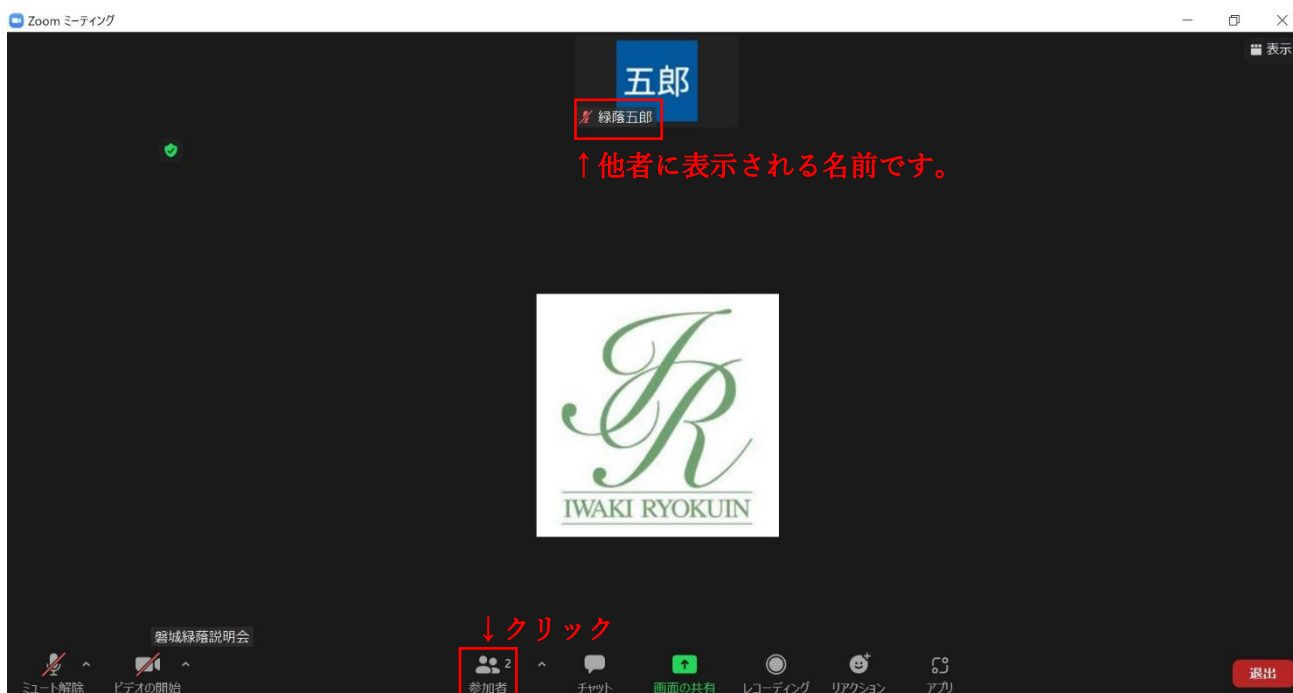 Zoom ミーティング
表示
五郎
緑蔭五郎
↑他者に表示される名前です。
JR
IWAKI RYOKUIN
磐城緑蔭説明会
↓クリック
ミュート解除
ビデオの開始
2
参加者
チャット
画面の共有
レコーディング
リアクション
アプリ
退出